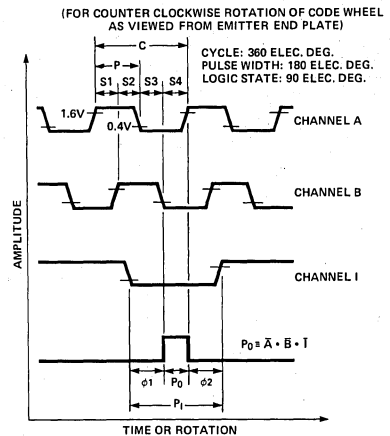 (FOR COUNTER CLOCKWISE ROTATION OF CODE WHEEL
AS VIEWED FROM EMITTER END PLATE)
C
CYCLE: 360 ELEC. DEG.
PULSE WIDTH: 180 ELEC. DEG.
LOGIC STATE: 90 ELEC. DEG.
P
S1 S2 S3 S4
1.6V
0.4V
CHANNEL A
CHANNEL B
AMPLITUDE
CHANNEL I
P₀ ≡ A̅ • B̅ • I̅
ϕ1 P₀ ϕ2
Pᵢ
TIME OR ROTATION